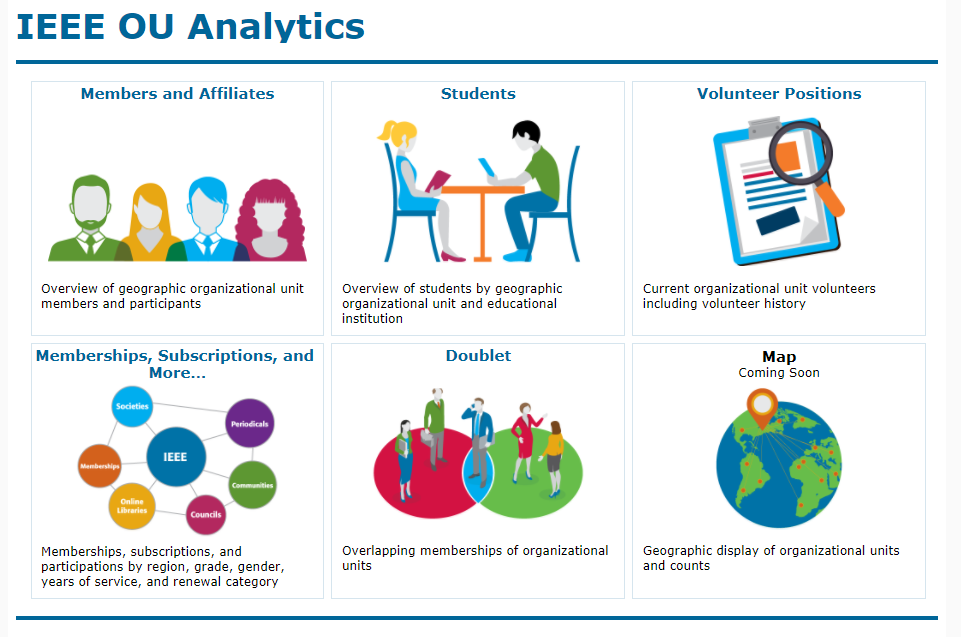 IEEE OU Analytics
Members and Affiliates
Overview of geographic organizational unit
members and participants
Students
Overview of students by geographic
organizational unit and educational
institution
Volunteer Positions
Current organizational unit volunteers
including volunteer history
Memberships, Subscriptions, and
More...
Societies
Periodicals
IEEE
Memberships
Communities
Online
Libraries
Councils
Memberships, subscriptions, and
participations by region, grade, gender,
years of service, and renewal category
Doublet
Overlapping memberships of organizational
units
Map
Coming Soon
Geographic display of organizational units
and counts